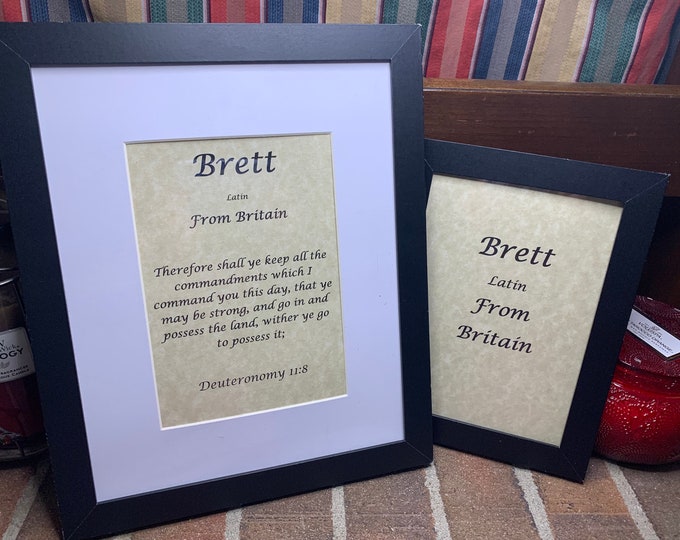 Brett
Latin
From Britain
Therefore shall ye keep all the
commandments which I
command you this day, that ye
may be strong, and go in and
possess the land, wither ye go
to possess it;
Deuteronomy 11:8
Brett
Latin
From
Britain